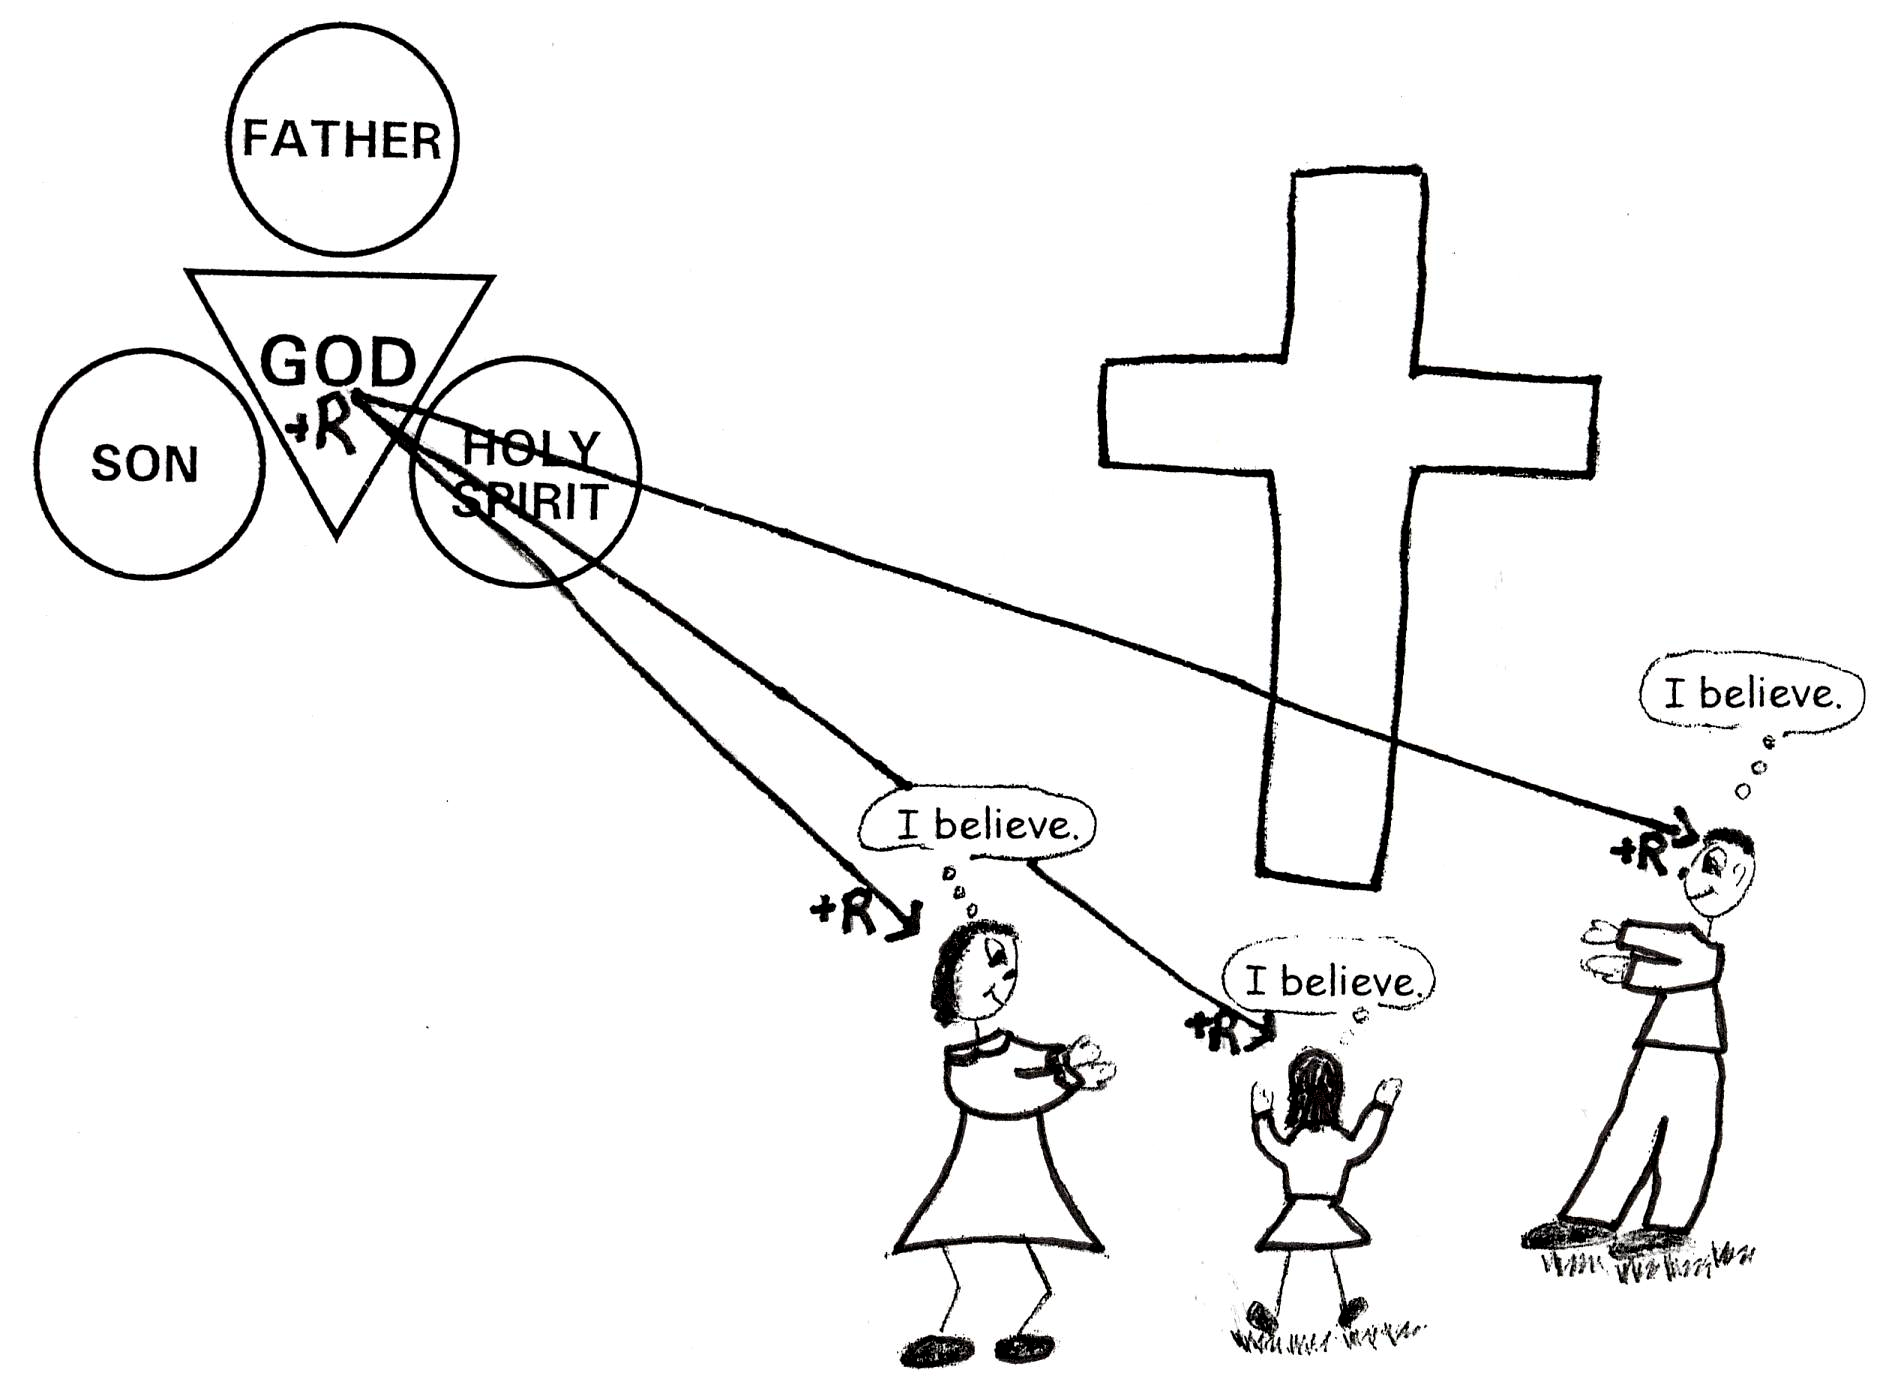 FATHER
GOD
+R
SON
HOLY
SPIRIT
I believe.
I believe.
+R
I believe.
+R
+R